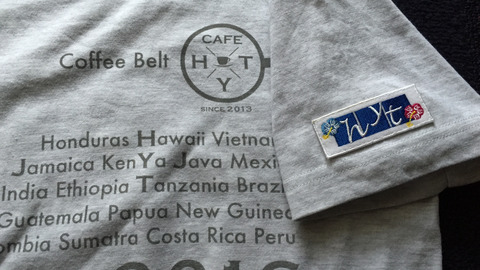 Coffee Belt
CAFE
H T
Y
SINCE 2013
Honduras Hawaii Vietnam
Jamaica KenYa Java Mexi
India Ethiopia Tanzania Brazi
Guatemala Papua New Guine
ombia Sumatra Costa Rica Peru
hyt